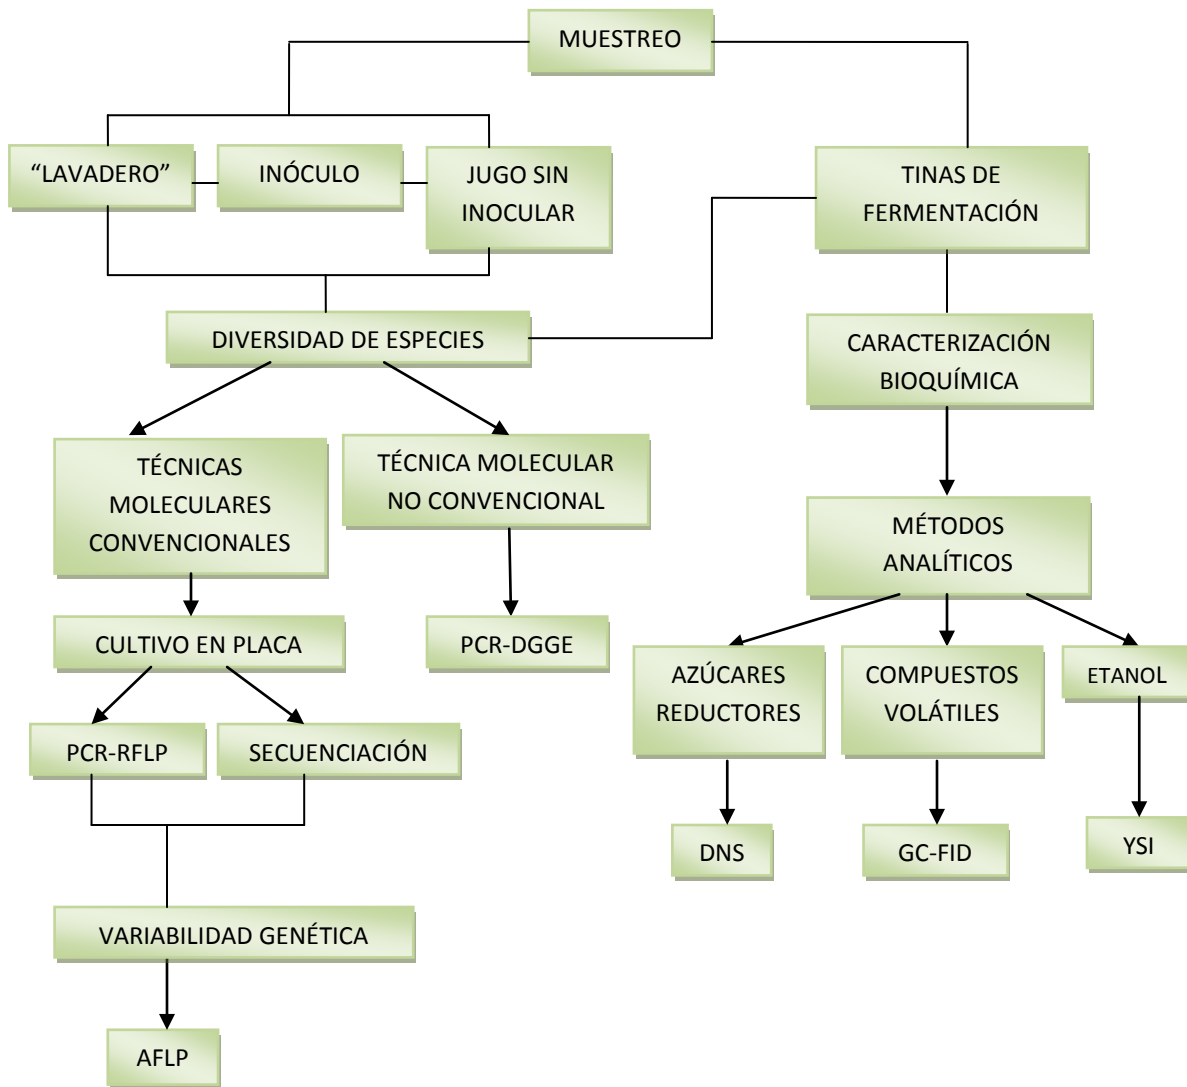 MUESTREO
“LAVADERO”
INÓCULO
JUGO SIN
INOCULAR
TINAS DE
FERMENTACIÓN
DIVERSIDAD DE ESPECIES
CARACTERIZACIÓN
BIOQUÍMICA
TÉCNICAS
MOLECULARES
CONVENCIONALES
TÉCNICA MOLECULAR
NO CONVENCIONAL
MÉTODOS
ANALÍTICOS
CULTIVO EN PLACA
PCR-DGGE
AZÚCARES
REDUCTORES
COMPUESTOS
VOLÁTILES
ETANOL
PCR-RFLP
SECUENCIACIÓN
DNS
GC-FID
YSI
VARIABILIDAD GENÉTICA
AFLP